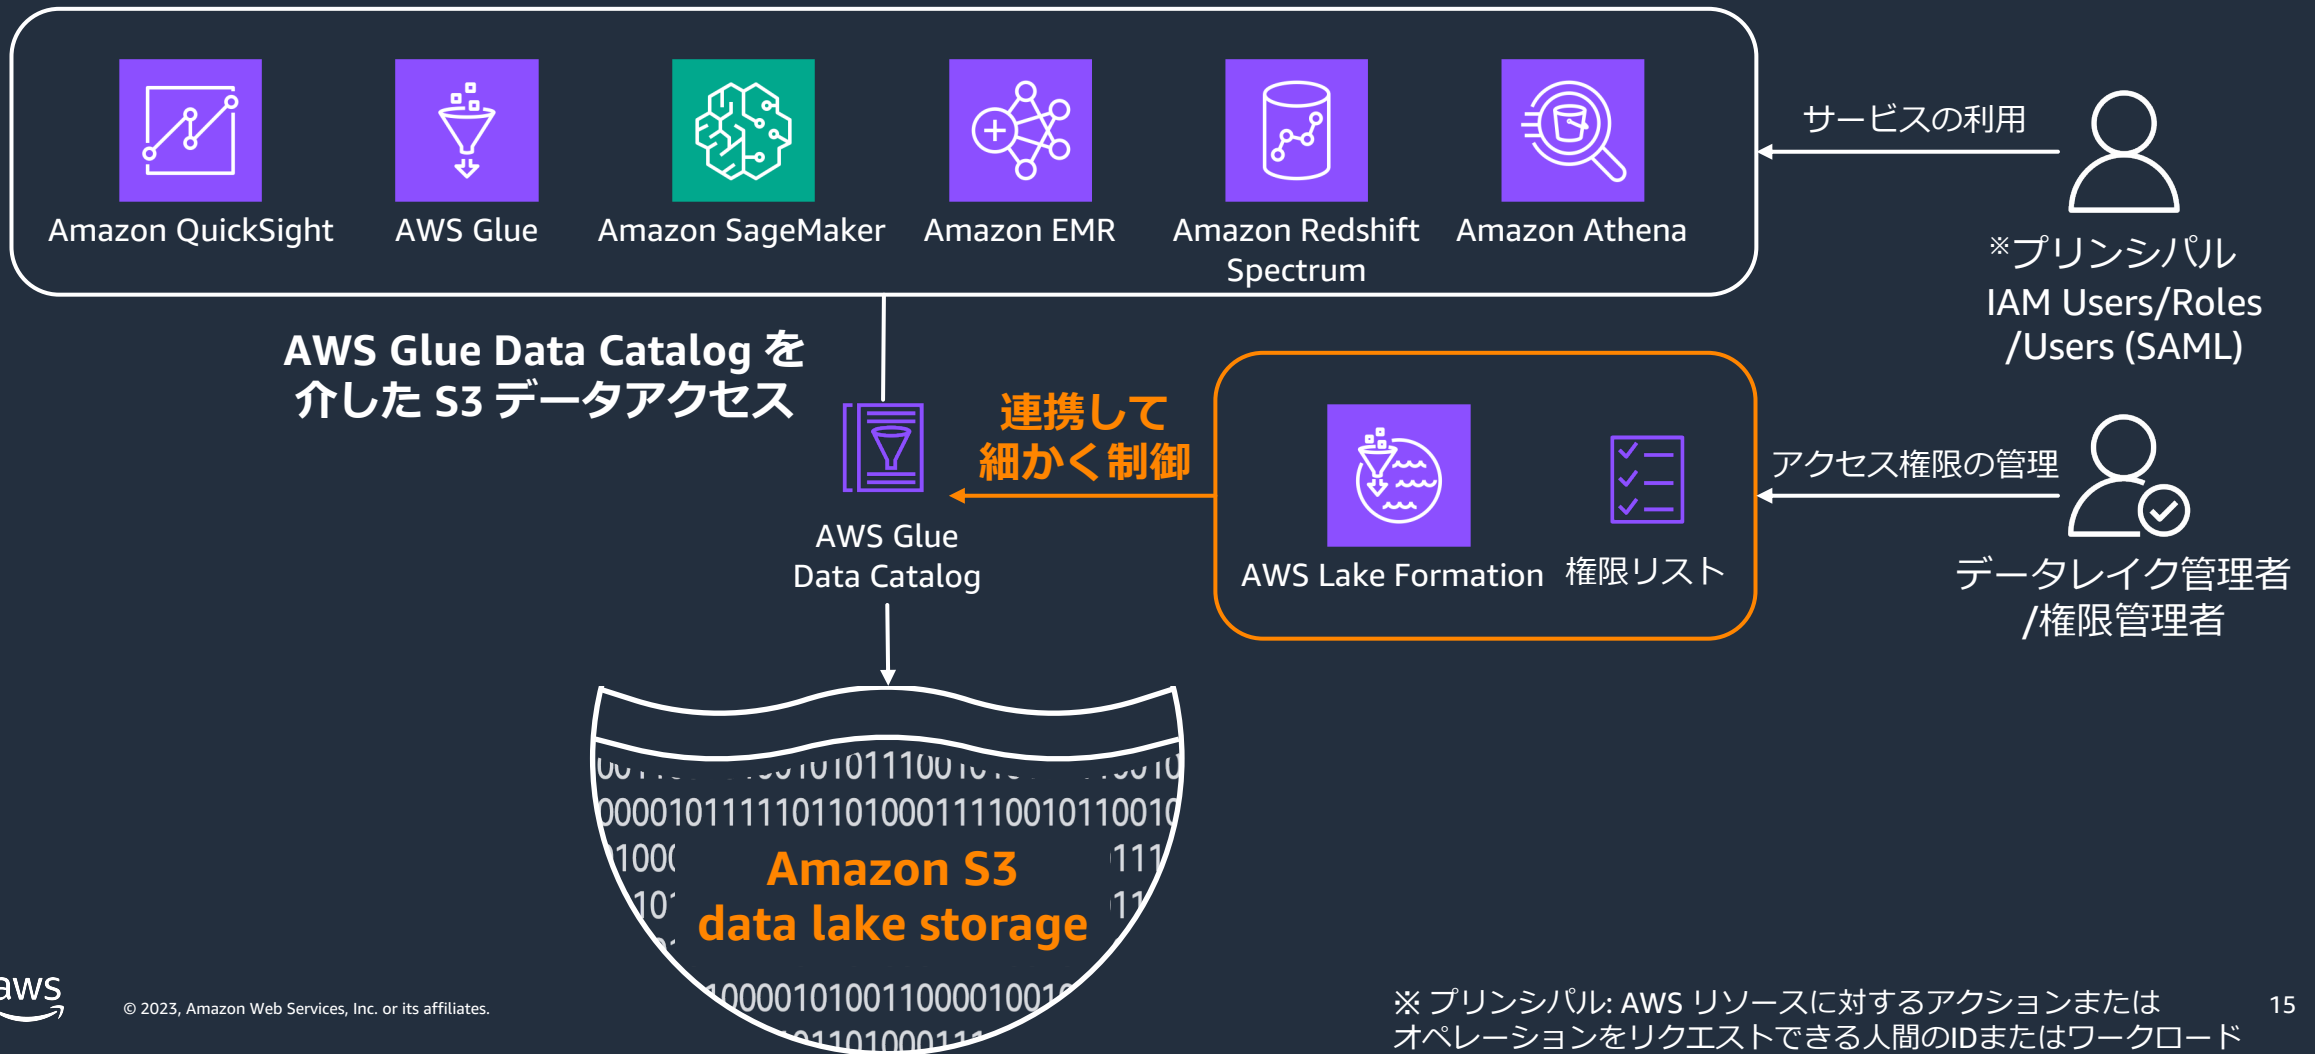 Amazon QuickSight
AWS Glue
Amazon SageMaker
Amazon EMR
Amazon Redshift
Spectrum
Amazon Athena
サービスの利用
※プリンシパル
IAM Users/Roles
/Users (SAML)
AWS Glue Data Catalog を
介した S3 データアクセス
連携して
細かく制御
AWS Glue
Data Catalog
AWS Lake Formation
権限リスト
アクセス権限の管理
データレイク管理者
/権限管理者
000010111110110100011110010110010
Amazon S3
data lake storage
aws
© 2023, Amazon Web Services, Inc. or its affiliates.
※ プリンシパル: AWS リソースに対するアクションまたは
オペレーションをリクエストできる人間のIDまたはワークロード
15